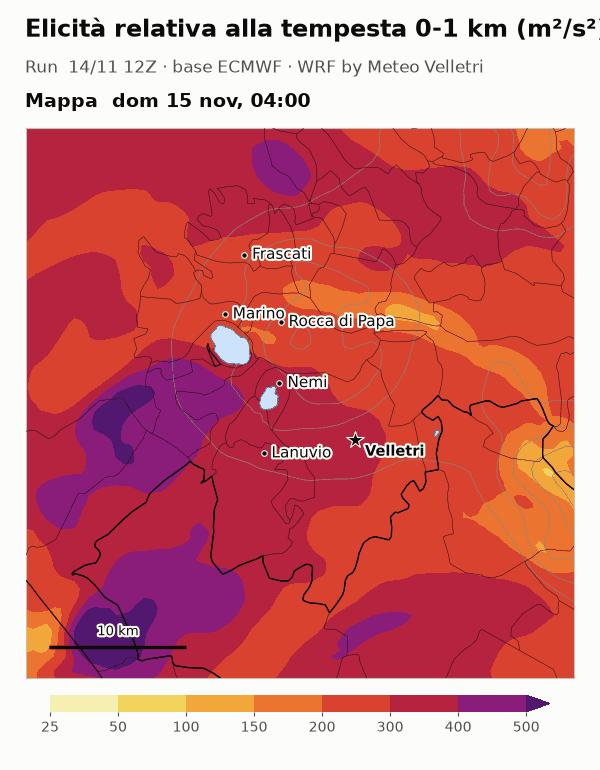 Elicità relativa alla tempesta 0-1 km (m²/s²)
Run 14/11 12Z · base ECMWF · WRF by Meteo Velletri
Mappa dom 15 nov, 04:00
Frascati
Marino
Rocca di Papa
Nemi
Velletri
Lanuvio
10 km
25 50 100 150 200 300 400 500